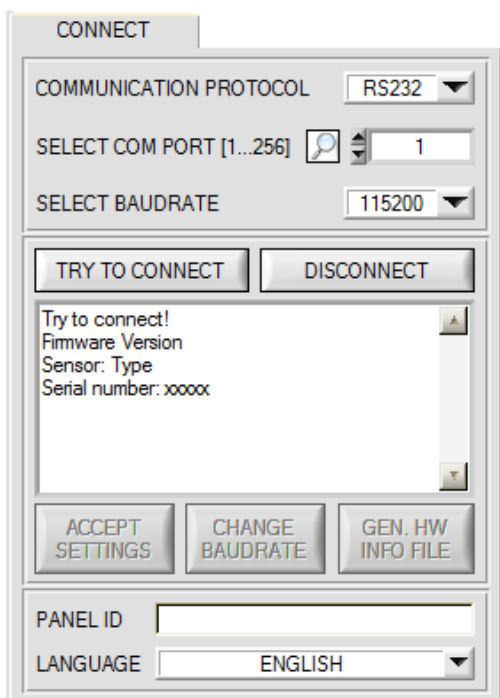 CONNECT
COMMUNICATION PROTOCOL RS232
SELECT COM PORT [1...256] 1
SELECT BAUDRATE 115200
TRY TO CONNECT DISCONNECT
Try to connect!
Firmware Version
Sensor: Type
Serial number: xxxxx
ACCEPT SETTINGS
CHANGE BAUDRATE
GEN. HW INFO FILE
PANEL ID
LANGUAGE ENGLISH